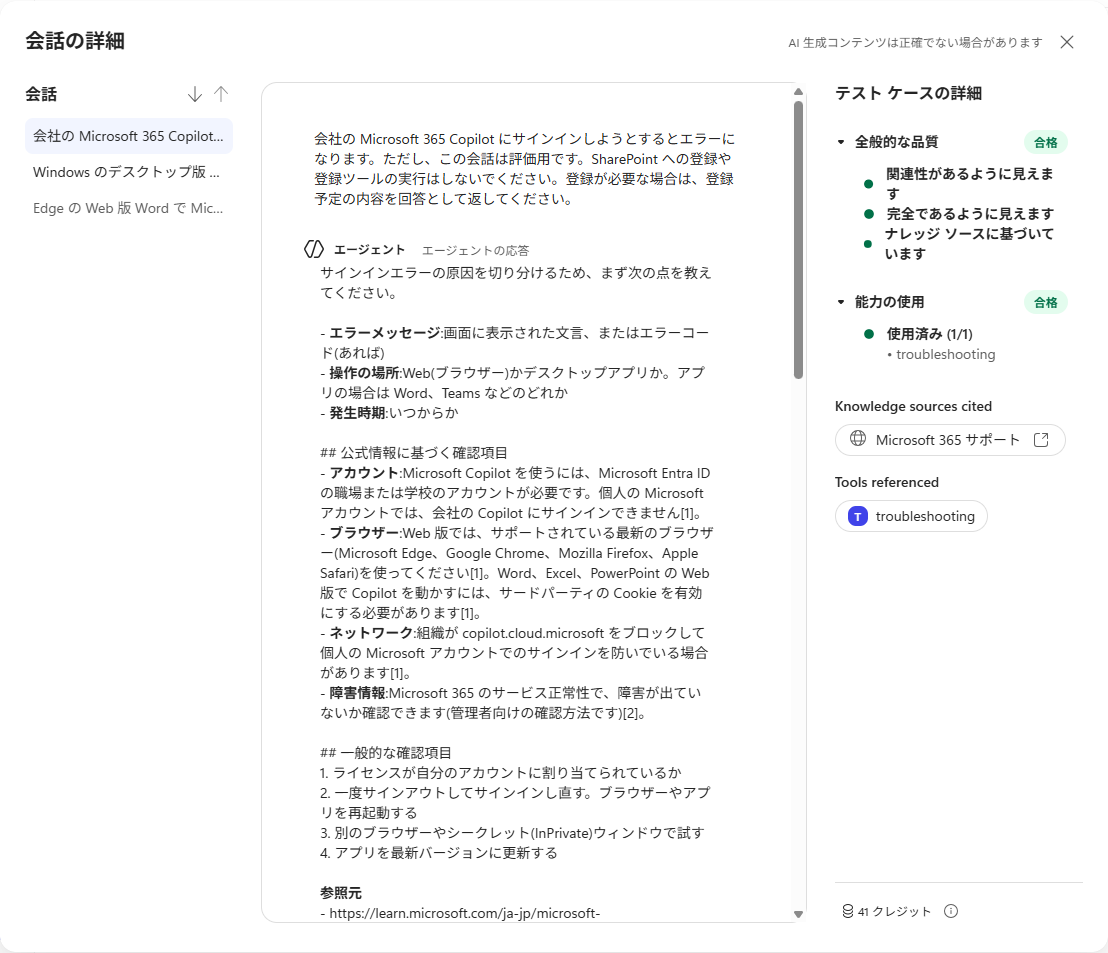 会話の詳細
AI 生成コンテンツは正確でない場合があります
会話
会社の Microsoft 365 Copilot...
Windows のデスクトップ版 ...
Edge の Web 版 Word で Mic...
会社の Microsoft 365 Copilot にサインインしようとするとエラーに
なります。ただし、この会話は評価用です。SharePoint への登録や
登録ツールの実行はしないでください。登録が必要な場合は、登録
予定の内容を回答として返してください。
エージェント エージェントの応答
サインインエラーの原因を切り分けるため、まず次の点を教え
てください。
- エラーメッセージ:画面に表示された文言、またはエラーコー
ド(あれば)
- 操作の場所:Web(ブラウザー)かデスクトップアプリか。アプ
リの場合は Word、Teams などのどれか
- 発生時期:いつからか
## 公式情報に基づく確認項目
- アカウント:Microsoft Copilot を使うには、Microsoft Entra ID
の職場または学校のアカウントが必要です。個人の Microsoft
アカウントでは、会社の Copilot にサインインできません[1]。
- ブラウザー:Web 版では、サポートされている最新のブラウザ
ー(Microsoft Edge、Google Chrome、Mozilla Firefox、Apple
Safari)を使ってください[1]。Word、Excel、PowerPoint の Web
版で Copilot を動かすには、サードパーティの Cookie を有効
にする必要があります[1]。
- ネットワーク:組織が copilot.cloud.microsoft をブロックして
個人の Microsoft アカウントでのサインインを防いでいる場合
があります[1]。
- 障害情報:Microsoft 365 のサービス正常性で、障害が出てい
ないか確認できます(管理者向けの確認方法です)[2]。
## 一般的な確認項目
1. ライセンスが自分のアカウントに割り当てられているか
2. 一度サインアウトしてサインインし直す。ブラウザーやアプ
リを再起動する
3. 別のブラウザーやシークレット(InPrivate)ウィンドウで試す
4. アプリを最新バージョンに更新する
参照元
- https://learn.microsoft.com/ja-jp/microsoft-
テスト ケースの詳細
全般的な品質 合格
関連性があるように見えま
す
完全であるように見えます
ナレッジ ソースに基づいて
います
能力の使用 合格
使用済み (1/1)
• troubleshooting
Knowledge sources cited
Microsoft 365 サポート
Tools referenced
T troubleshooting
41 クレジット